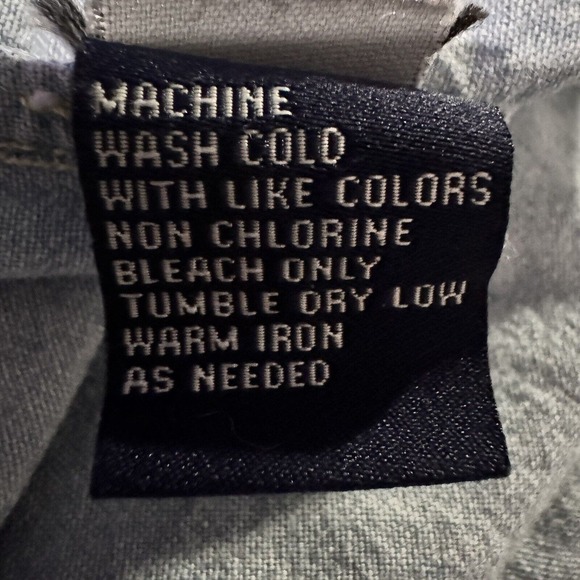 MACHINE
WASH COLD
WITH LIKE COLORS
NON CHLORINE
BLEACH ONLY
TUMBLE DRY LOW
WARM IRON
AS NEEDED